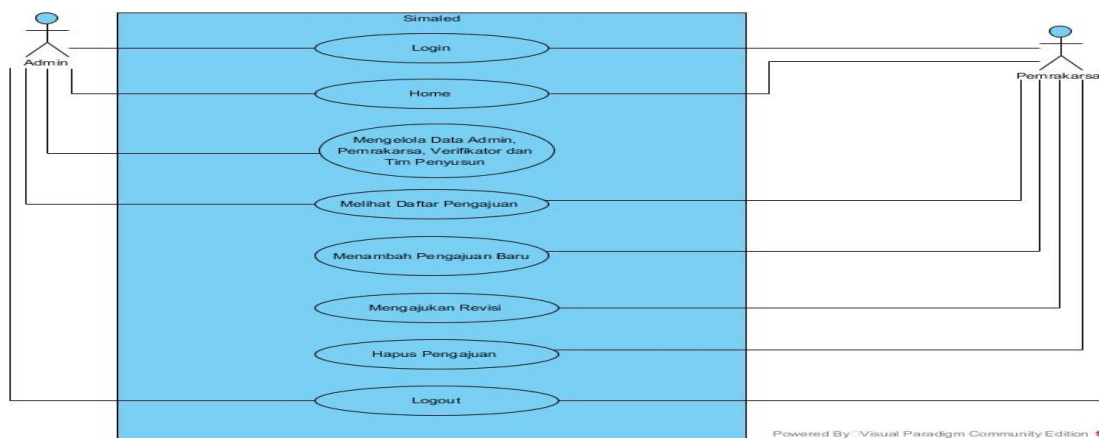 Simaled
Login
Admin
Pemrakarsa
Home
Mengelola Data Admin,
Pemrakarsa, Verifikator dan
Tim Penyusun
Melihat Daftar Pengajuan
Menambah Pengajuan Baru
Mengajukan Revisi
Hapus Pengajuan
Logout
Powered By Visual Paradigm Community Edition